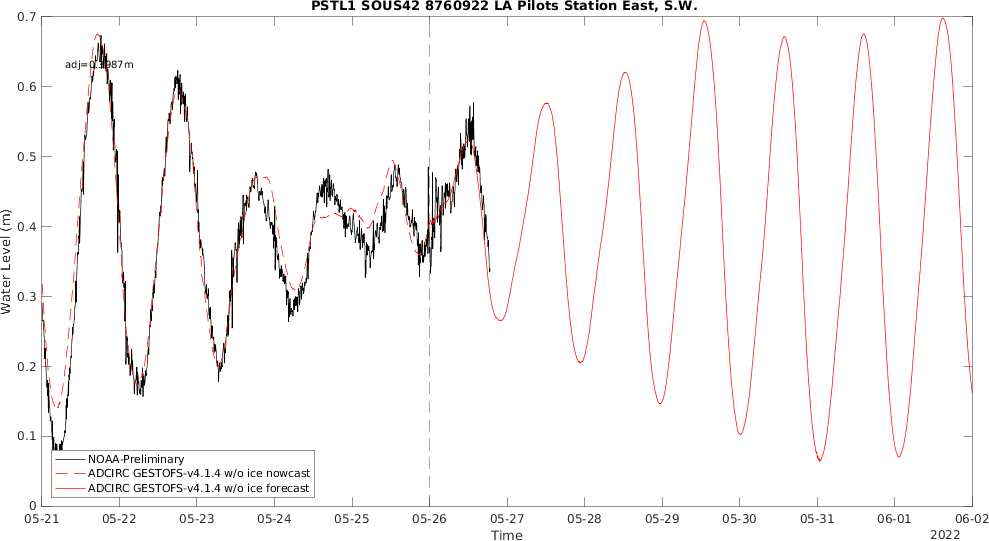 PSTL1 SOUS42 8760922 LA Pilots Station East, S.W.
0.7
0.6
0.5
0.4
0.3
0.2
0.1
0
Water Level (m)
NOAA-Preliminary
ADCIRC GESTOFS-v4.1.4 w/o ice nowcast
ADCIRC GESTOFS-v4.1.4 w/o ice forecast
05-21 05-22 05-23 05-24 05-25 05-26 05-27 05-28 05-29 05-30 05-31 06-01 06-02
Time
2022